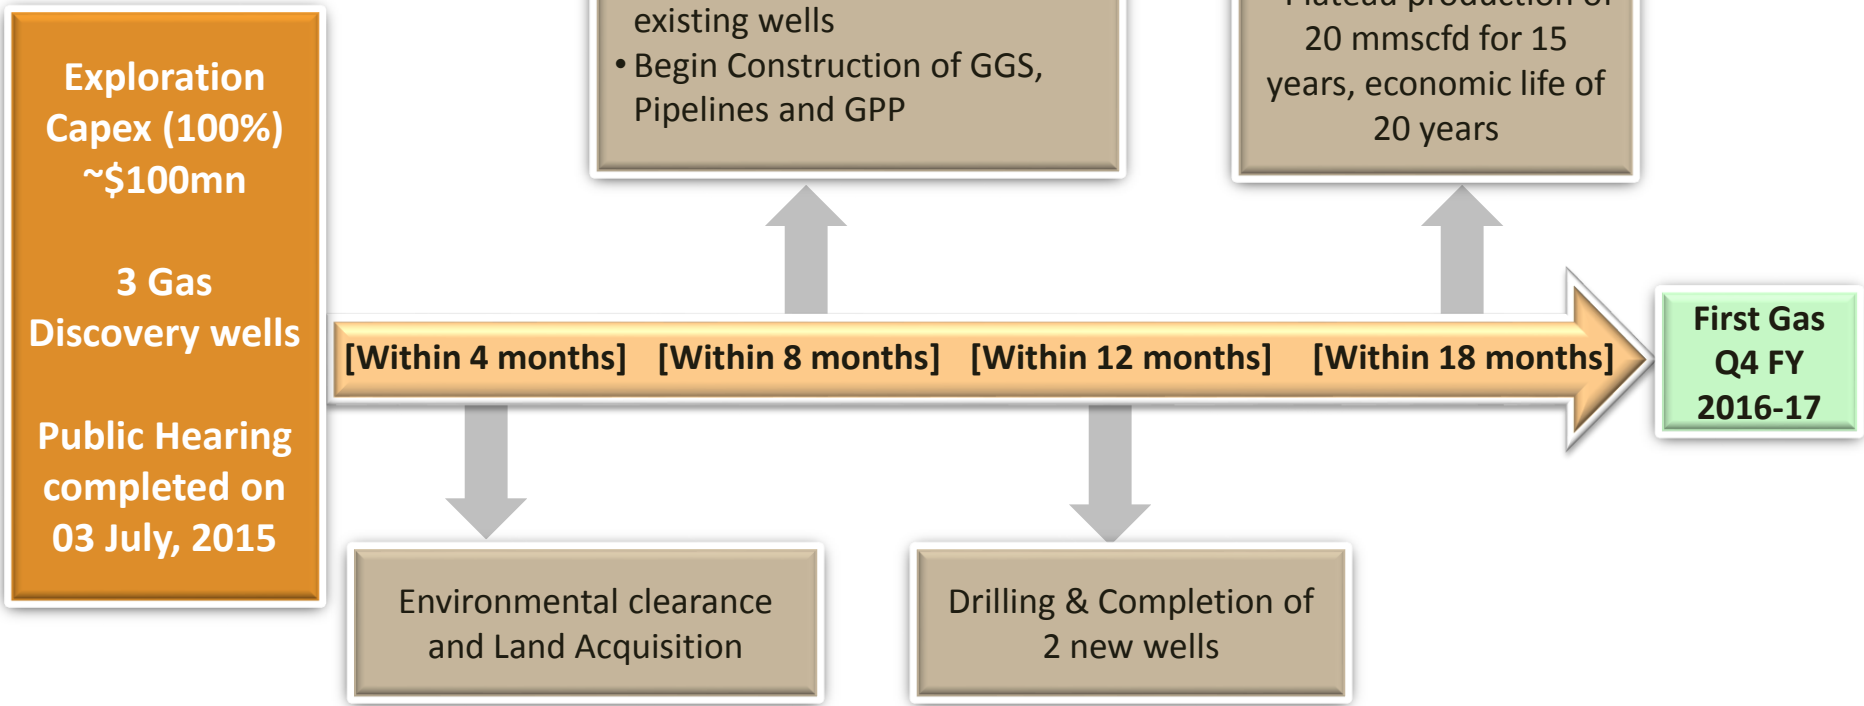 Exploration
Capex (100%)
~$100mn
3 Gas
Discovery wells
Public Hearing
completed on
03 July, 2015
existing wells
• Begin Construction of GGS,
Pipelines and GPP
Plateau production of
20 mmscfd for 15
years, economic life of
20 years
[Within 4 months] [Within 8 months] [Within 12 months] [Within 18 months]
First Gas
Q4 FY
2016-17
Environmental clearance
and Land Acquisition
Drilling & Completion of
2 new wells